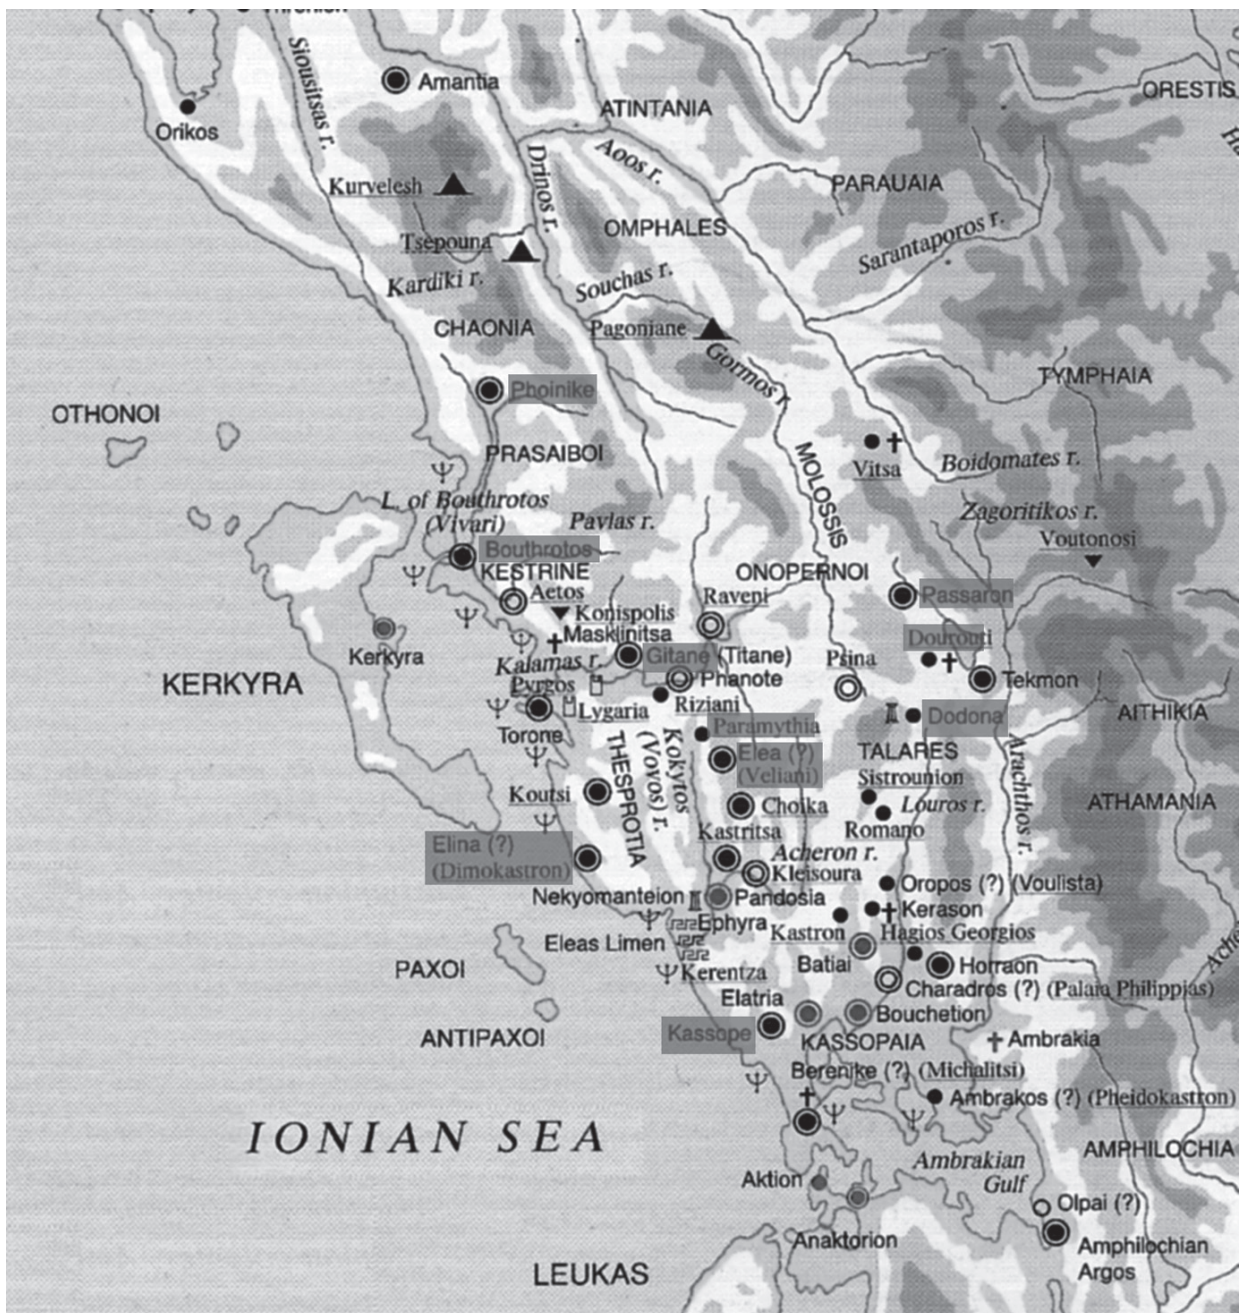 Amantia
Siousitsas r.
Orikos
ATINTANIA
ORESTIS
Aoos r.
Drinos r.
Kurvelesh
PARAUAIA
OMPHALES
Tsepouna
Sarantaporos r.
Kardiki r.
Souchas r.
CHAONIA
Pagoniane
Gormos r.
TYMPHAIA
Phoinike
OTHONOI
PRASAIBOI
MOLOSSIS
Vitsa
Boidomates r.
L. of Bouthrotos
(Vivari)
Pavlas r.
Zagoritikos r.
Voutonosi
Bouthrotos
KESTRINE
ONOPERNOI
Aetos
Raveni
Passaron
Konispolis
Masklinitsa
Dourouti
Kerkyra
Kalamas r.
Gitane (Titane)
Psina
KERKYRA
Pyrgos
Phanote
Tekmon
Lygaria
Riziani
Torone
Paramythia
Dodona
AITHIKIA
THESPROTIA
Kokytos
(Vovos) r.
Elea (?)
(Veliani)
TALARES
Arachthos r.
Sistrounion
Koutsi
Choika
Louros r.
ATHAMANIA
Romano
Kastritsa
Elina (?)
(Dimokastron)
Acheron r.
Kleisoura
Oropos (?) (Voulista)
Nekyomanteion
Pandosia
Kerason
Ephyra
Kastron
Hagios Georgios
Eleas Limen
Batiai
Horraon
PAXOI
Kerentza
Charadros (?) (Palaia Philippias)
Elatria
Bouchetion
Kassope
ANTIPAXOI
KASSOPAIA
Ambrakia
Berenike (?) (Michalitsi)
Ambrakos (?) (Pheidokastron)
IONIAN SEA
AMPHILOCHIA
Ambrakian
Gulf
Aktion
Olpai (?)
Anaktorion
Amphilochian
Argos
LEUKAS